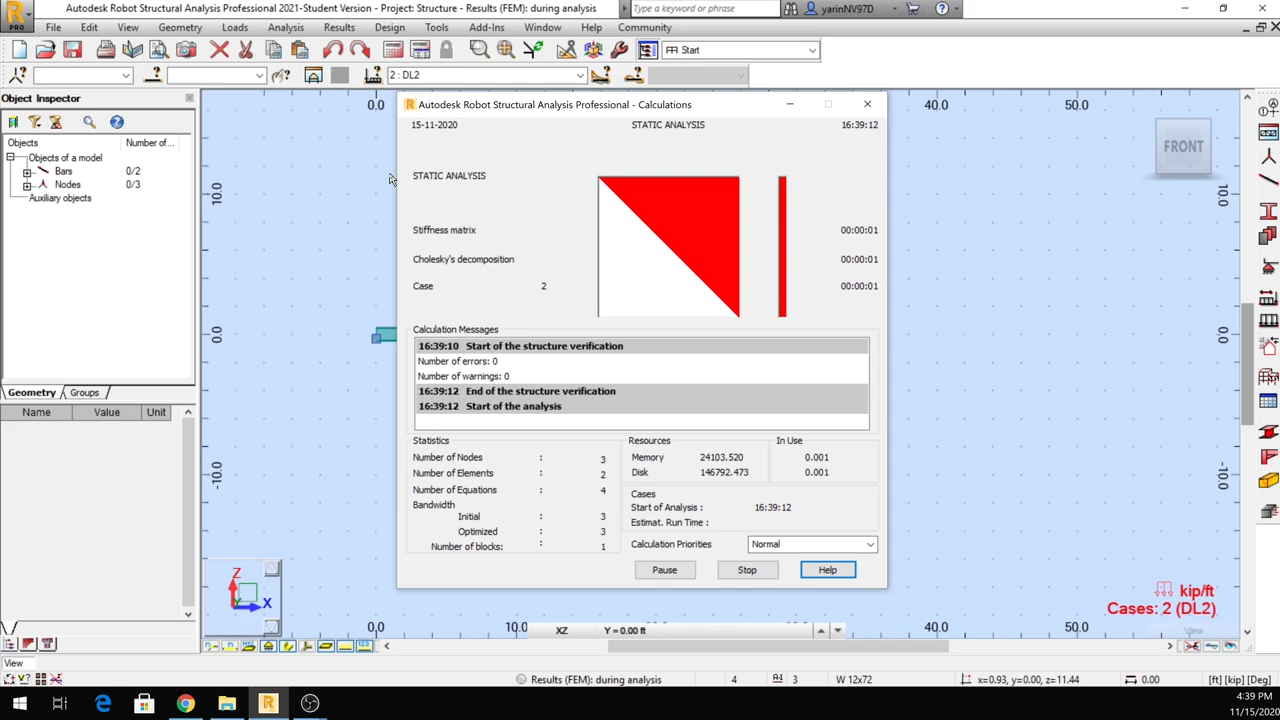 Autodesk Robot Structural Analysis Professional 2021-Student Version - Project: Structure - Results (FEM): during analysis
Type a keyword or phrase
yarinNV97D
PRO
File Edit View Geometry Loads Analysis Results Design Tools Add-Ins Window Help Community
Start
2 : DL2
Object Inspector
Objects Number of...
Objects of a model
Bars 0/2
Nodes 0/3
Auxiliary objects
Geometry Groups
Name Value Unit
0.0 40.0 50.0
10.0 10.0
0.0 0.0
-10.0 -10.0
FRONT
Autodesk Robot Structural Analysis Professional - Calculations
15-11-2020 STATIC ANALYSIS 16:39:12
STATIC ANALYSIS
Stiffness matrix 00:00:01
Cholesky's decomposition 00:00:01
Case 2 00:00:01
Calculation Messages
16:39:10 Start of the structure verification
Number of errors: 0
Number of warnings: 0
16:39:12 End of the structure verification
16:39:12 Start of the analysis
Statistics
Number of Nodes : 3
Number of Elements : 2
Number of Equations : 4
Bandwidth
Initial : 3
Optimized : 3
Number of blocks: : 1
Resources In Use
Memory 24103.520 0.001
Disk 146792.473 0.001
Cases
Start of Analysis : 16:39:12
Estimat. Run Time :
Calculation Priorities Normal
Pause Stop Help
Z
X
kip/ft
Cases: 2 (DL2)
View
0.0 10.0 40.0 50.0
XZ Y = 0.00 ft
View
Results (FEM): during analysis 4 3 W 12x72 x=0.93, y=0.00, z=11.44 0.00 [ft] [kip] [Deg]
4:39 PM
11/15/2020